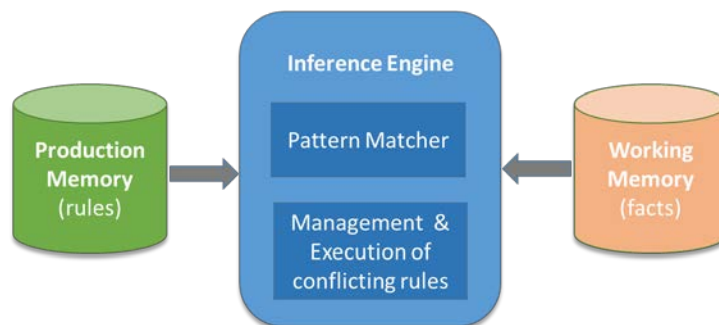 Inference Engine
Pattern Matcher
Production
Memory
(rules)
Working
Memory
(facts)
Management &
Execution of
conflicting rules